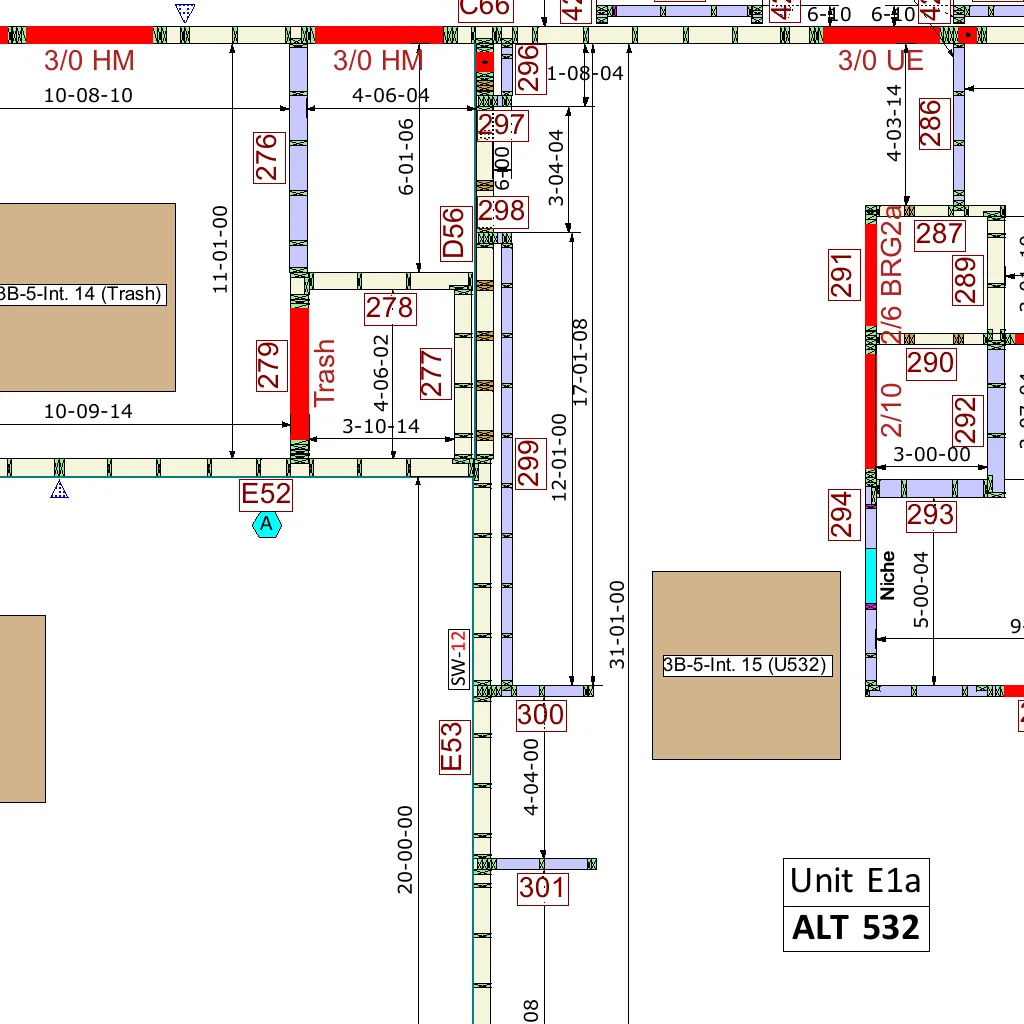 C66
6-10
6-10
3/0 HM
3/0 HM
296
1-08-04
3/0 UE
10-08-10
4-06-04
297
4-03-14
286
276
6-01-06
6-00
3-04-04
298
D56
11-01-00
287
2/6 BRG2a
291
289
3B-5-Int. 14 (Trash)
278
279
Trash
4-06-02
277
17-01-08
290
2/10
292
10-09-14
3-10-14
3-00-00
299
12-01-00
E52
A
294
293
Niche
5-00-04
31-01-00
SW-12
3B-5-Int. 15 (U532)
300
E53
4-04-00
20-00-00
301
Unit E1a
ALT 532
08